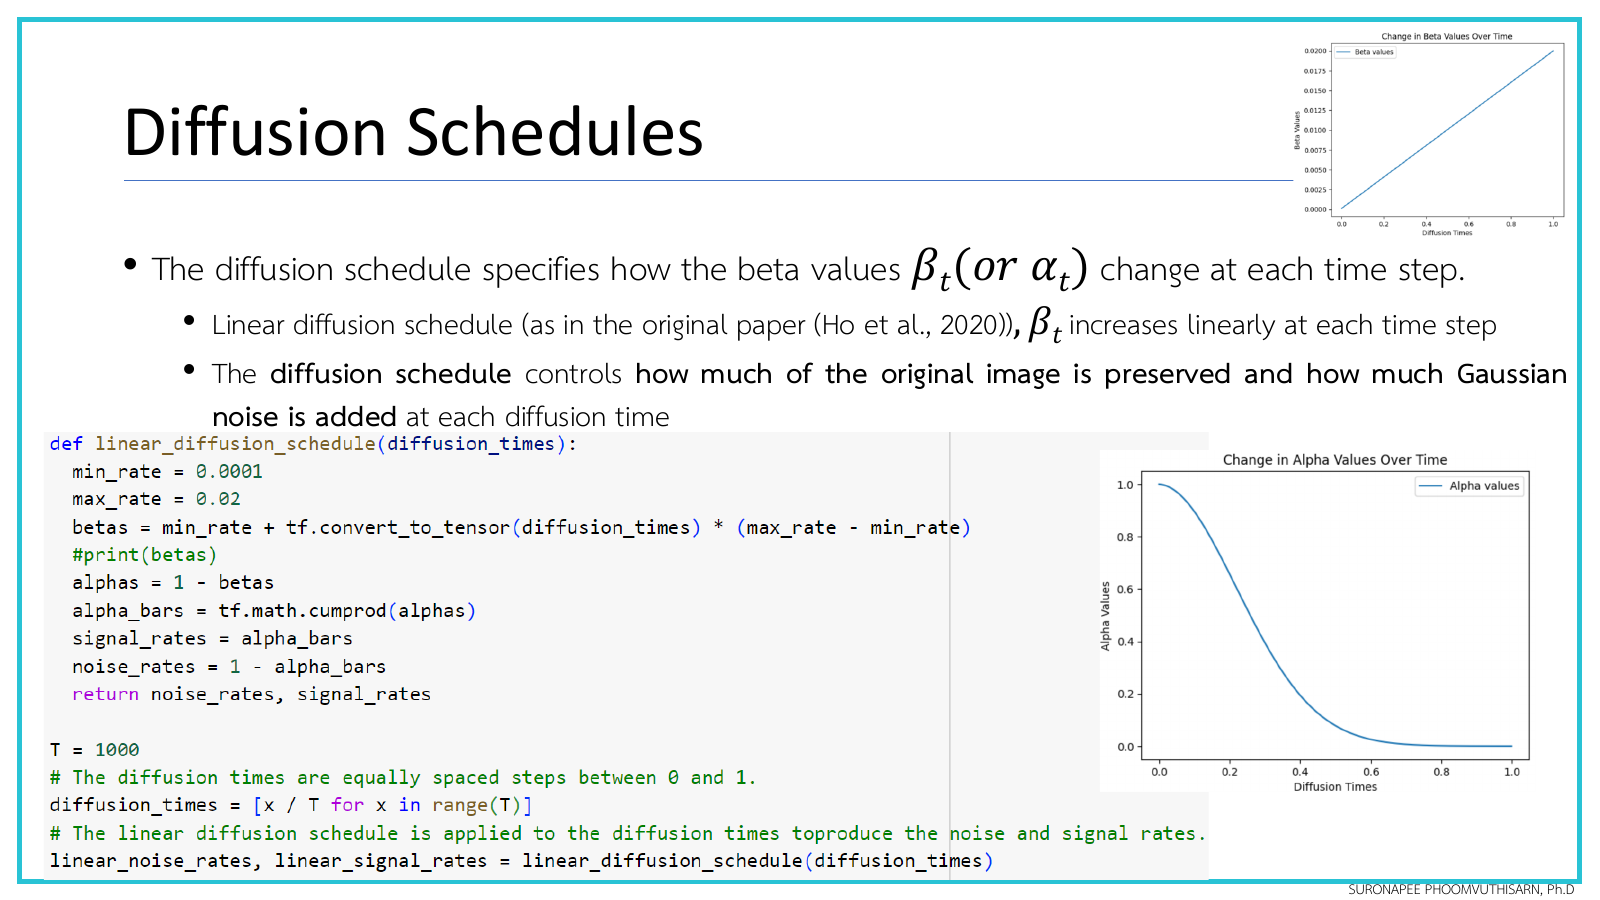 Change in Beta Values Over Time
Beta values
0.0200
0.0175
0.0150
0.0125
0.0100
0.0075
0.0050
0.0025
0.0000
Beta Values
0.0 0.2 0.4 0.6 0.8 1.0
Diffusion Times
Diffusion Schedules
• The diffusion schedule specifies how the beta values βₜ(or αₜ) change at each time step.
• Linear diffusion schedule (as in the original paper (Ho et al., 2020)), βₜ increases linearly at each time step
• The diffusion schedule controls how much of the original image is preserved and how much Gaussian
noise is added at each diffusion time
def linear_diffusion_schedule(diffusion_times):
min_rate = 0.0001
max_rate = 0.02
betas = min_rate + tf.convert_to_tensor(diffusion_times) * (max_rate - min_rate)
#print(betas)
alphas = 1 - betas
alpha_bars = tf.math.cumprod(alphas)
signal_rates = alpha_bars
noise_rates = 1 - alpha_bars
return noise_rates, signal_rates
T = 1000
# The diffusion times are equally spaced steps between 0 and 1.
diffusion_times = [x / T for x in range(T)]
# The linear diffusion schedule is applied to the diffusion times toproduce the noise and signal rates.
linear_noise_rates, linear_signal_rates = linear_diffusion_schedule(diffusion_times)
Change in Alpha Values Over Time
Alpha values
1.0
0.8
0.6
0.4
0.2
0.0
Alpha Values
0.0 0.2 0.4 0.6 0.8 1.0
Diffusion Times
SURONAPEE PHOOMVUTHISARN, Ph.D